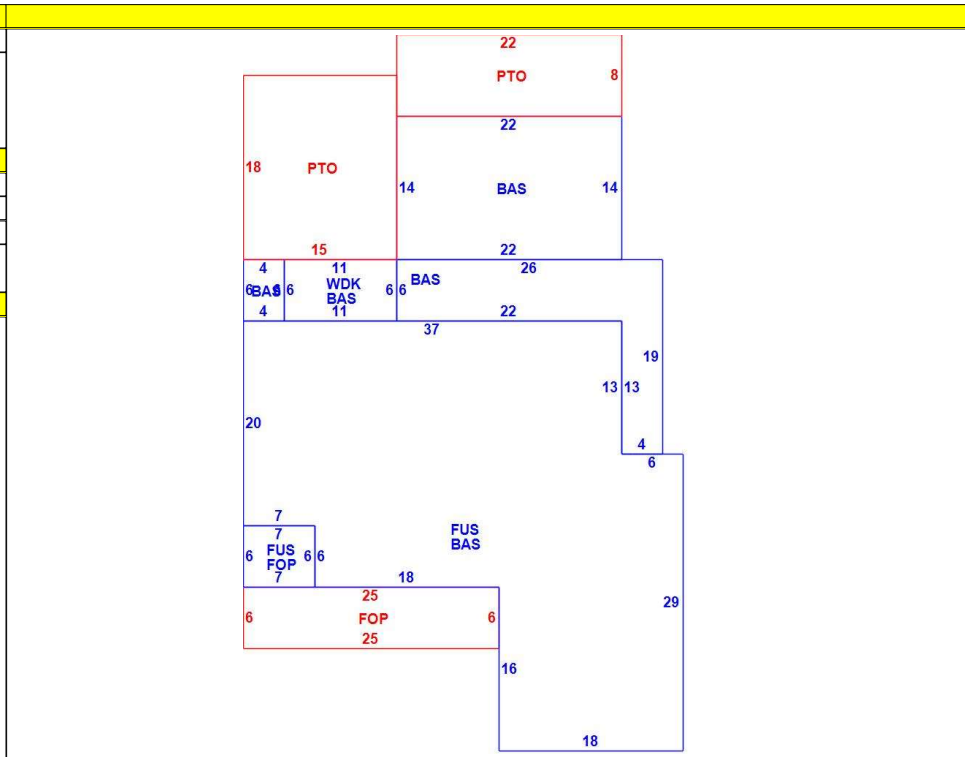 22
PTO 8
22
18 PTO
14 BAS 14
15 22
4 11 26
6 BAS 6 6 WDK 6 6 BAS
BAS
4 11 22
37
19
13 13
20
4
6
7
7
FUS
BAS
6 FUS 6 6
FOP
7 18
25
6 FOP 6
25
29
16
18